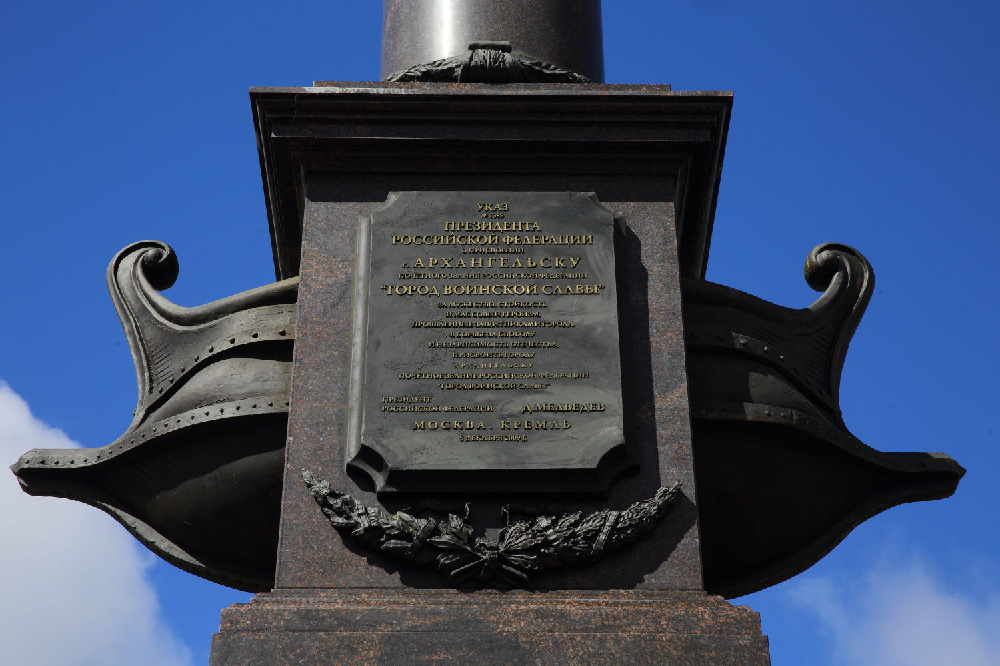 УКАЗ
№ 1389
ПРЕЗИДЕНТА
РОССИЙСКОЙ ФЕДЕРАЦИИ
О ПРИСВОЕНИИ
г. АРХАНГЕЛЬСКУ
ПОЧЕТНОГО ЗВАНИЯ РОССИЙСКОЙ ФЕДЕРАЦИИ
"ГОРОД ВОИНСКОЙ СЛАВЫ"
ЗА МУЖЕСТВО, СТОЙКОСТЬ
И МАССОВЫЙ ГЕРОИЗМ,
ПРОЯВЛЕННЫЕ ЗАЩИТНИКАМИ ГОРОДА
В БОРЬБЕ ЗА СВОБОДУ
И НЕЗАВИСИМОСТЬ ОТЕЧЕСТВА,
ПРИСВОИТЬ ГОРОДУ
АРХАНГЕЛЬСКУ
ПОЧЕТНОЕ ЗВАНИЕ РОССИЙСКОЙ ФЕДЕРАЦИИ
"ГОРОД ВОИНСКОЙ СЛАВЫ"
ПРЕЗИДЕНТ
РОССИЙСКОЙ ФЕДЕРАЦИИ Д.МЕДВЕДЕВ
МОСКВА. КРЕМЛЬ
5 ДЕКАБРЯ 2009 Г.